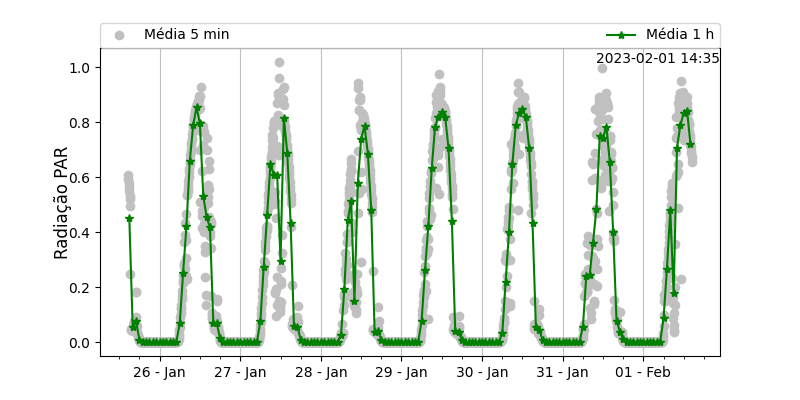 Média 5 min Média 1 h
2023-02-01 14:35
1.0
0.8
0.6
0.4
0.2
0.0
Radiação PAR
26 - Jan 27 - Jan 28 - Jan 29 - Jan 30 - Jan 31 - Jan 01 - Feb